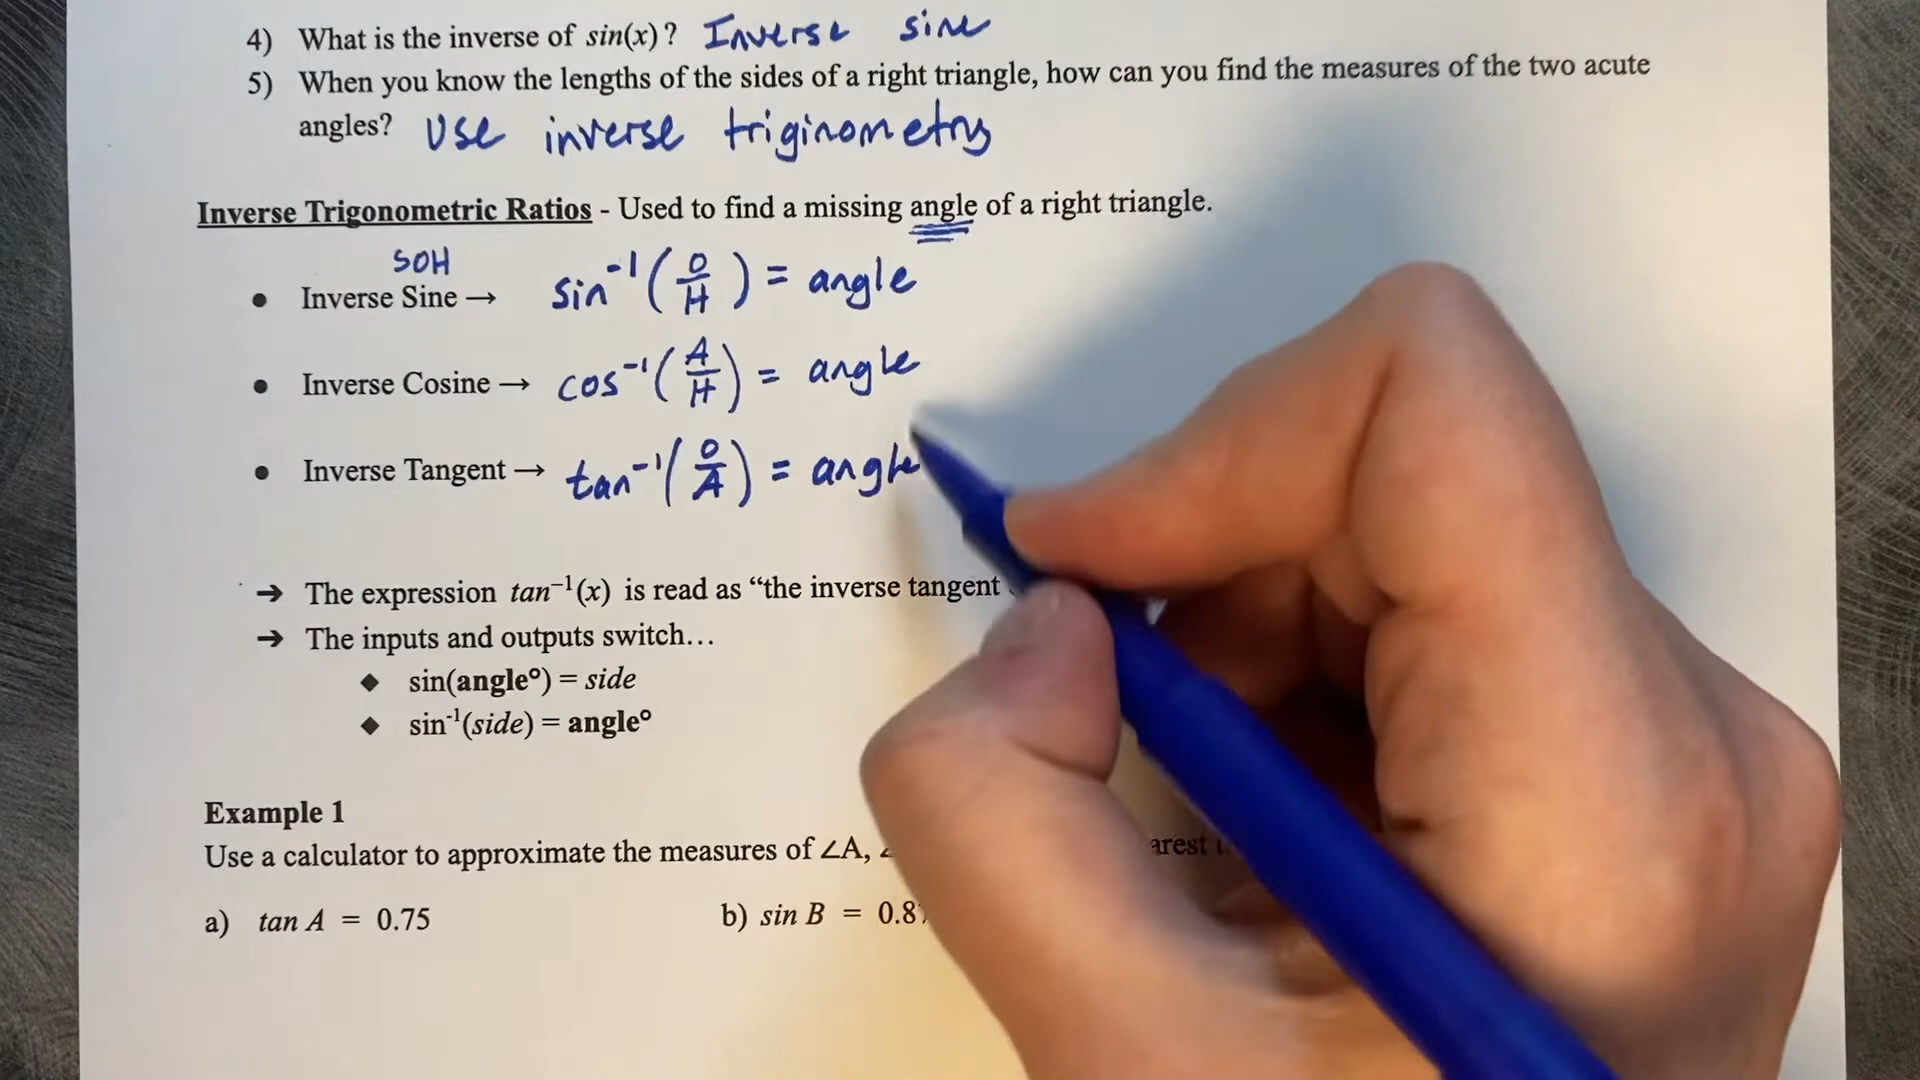 4) What is the inverse of sin(x)? Inverse sine
5) When you know the lengths of the sides of a right triangle, how can you find the measures of the two acute
angles? Use inverse triginometry
Inverse Trigonometric Ratios - Used to find a missing angle of a right triangle.
SOH
● Inverse Sine → sin⁻¹(O/H) = angle
● Inverse Cosine → cos⁻¹(A/H) = angle
● Inverse Tangent → tan⁻¹(O/A) = angle
➔ The expression tan⁻¹(x) is read as “the inverse tangent
➔ The inputs and outputs switch…
◆ sin(angle°) = side
◆ sin⁻¹(side) = angle°
Example 1
Use a calculator to approximate the measures of ∠A,
a) tan A = 0.75 b) sin B = 0.8